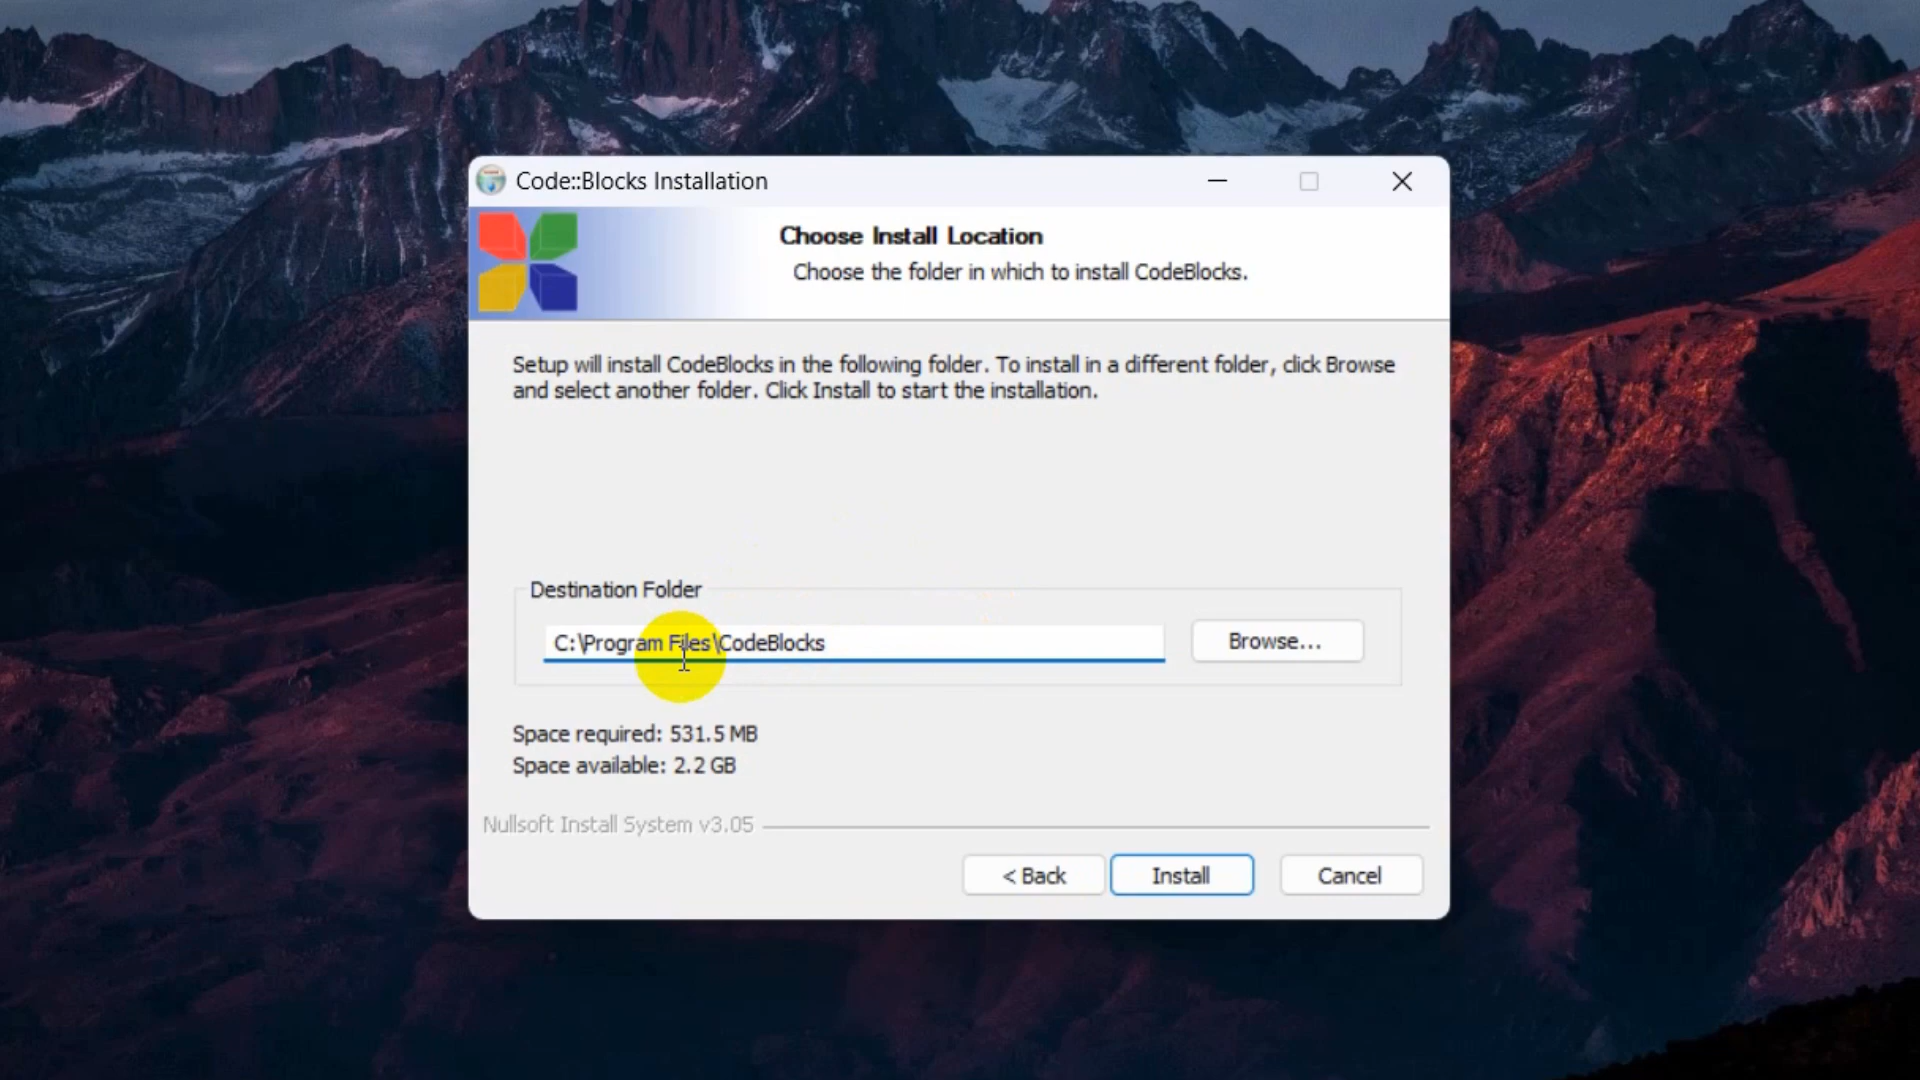 Code::Blocks Installation
Choose Install Location
Choose the folder in which to install CodeBlocks.
Setup will install CodeBlocks in the following folder. To install in a different folder, click Browse
and select another folder. Click Install to start the installation.
Destination Folder
C:\Program Files\CodeBlocks
Browse...
Space required: 531.5 MB
Space available: 2.2 GB
Nullsoft Install System v3.05
< Back
Install
Cancel